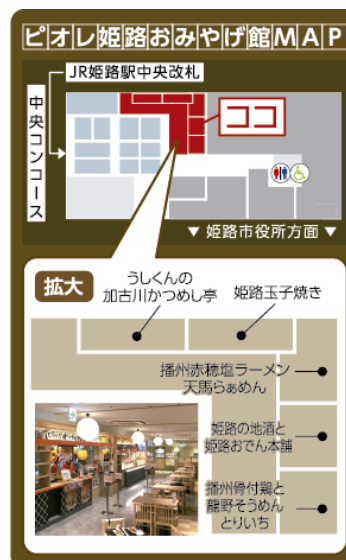 ピオレ姫路おみやげ館MAP
JR姫路駅中央改札
中央コンコース
ココ
▼ 姫路市役所方面 ▼
拡大
うしくんの
加古川かつめし亭
姫路玉子焼き
播州赤穂塩ラーメン
天馬らぁめん
姫路の地酒と
姫路おでん本舗
播州骨付鶏と
龍野そうめん
とりいち